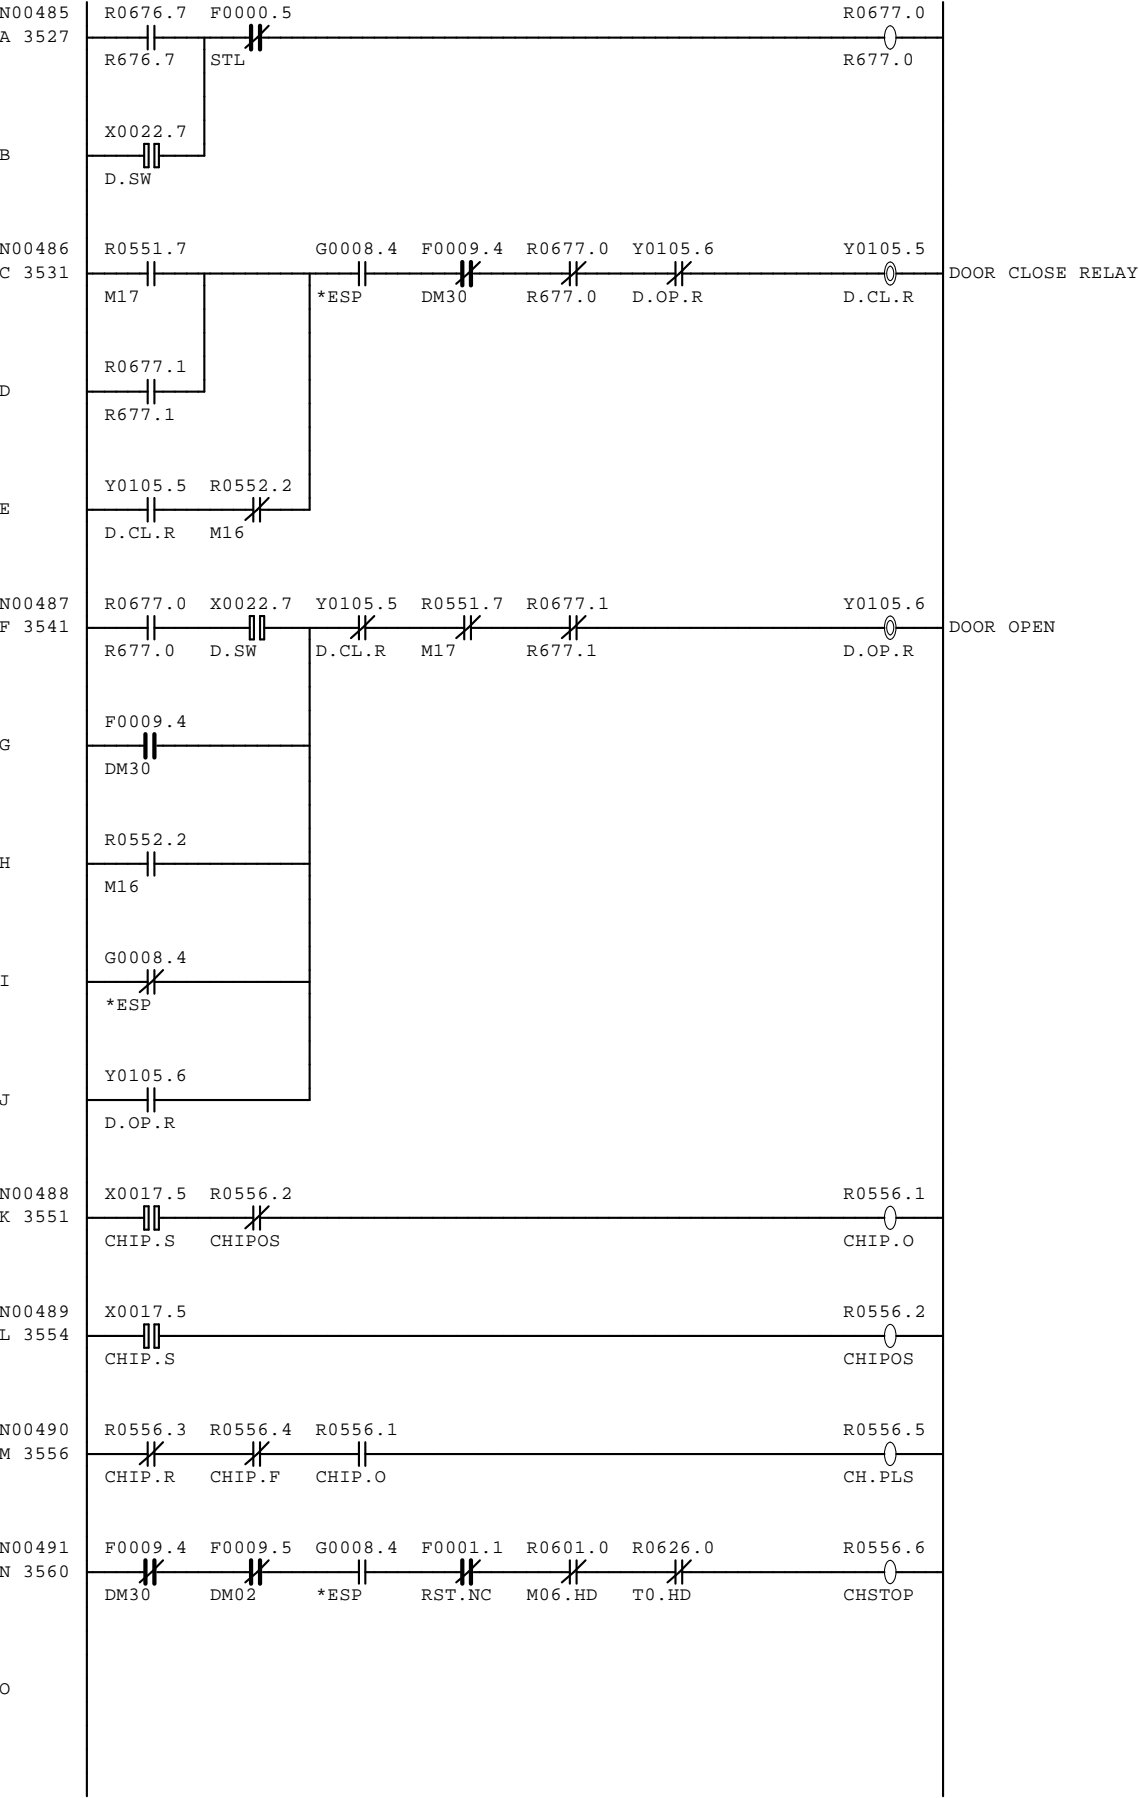 N00485 R0676.7 F0000.5 R0677.0
A 3527
R676.7 STL R677.0
X0022.7
B
D.SW
N00486 R0551.7 G0008.4 F0009.4 R0677.0 Y0105.6 Y0105.5
C 3531 DOOR CLOSE RELAY
M17 *ESP DM30 R677.0 D.OP.R D.CL.R
R0677.1
D
R677.1
Y0105.5 R0552.2
E
D.CL.R M16
N00487 R0677.0 X0022.7 Y0105.5 R0551.7 R0677.1 Y0105.6
F 3541 DOOR OPEN
R677.0 D.SW D.CL.R M17 R677.1 D.OP.R
F0009.4
G
DM30
R0552.2
H
M16
G0008.4
I
*ESP
Y0105.6
J
D.OP.R
N00488 X0017.5 R0556.2 R0556.1
K 3551
CHIP.S CHIPOS CHIP.O
N00489 X0017.5 R0556.2
L 3554
CHIP.S CHIPOS
N00490 R0556.3 R0556.4 R0556.1 R0556.5
M 3556
CHIP.R CHIP.F CHIP.O CH.PLS
N00491 F0009.4 F0009.5 G0008.4 F0001.1 R0601.0 R0626.0 R0556.6
N 3560
DM30 DM02 *ESP RST.NC M06.HD T0.HD CHSTOP
O